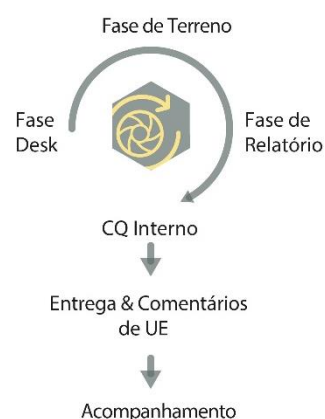 Fase de Terreno
Fase
Desk
Fase de
Relatório
CQ Interno
Entrega & Comentários
de UE
Acompanhamento